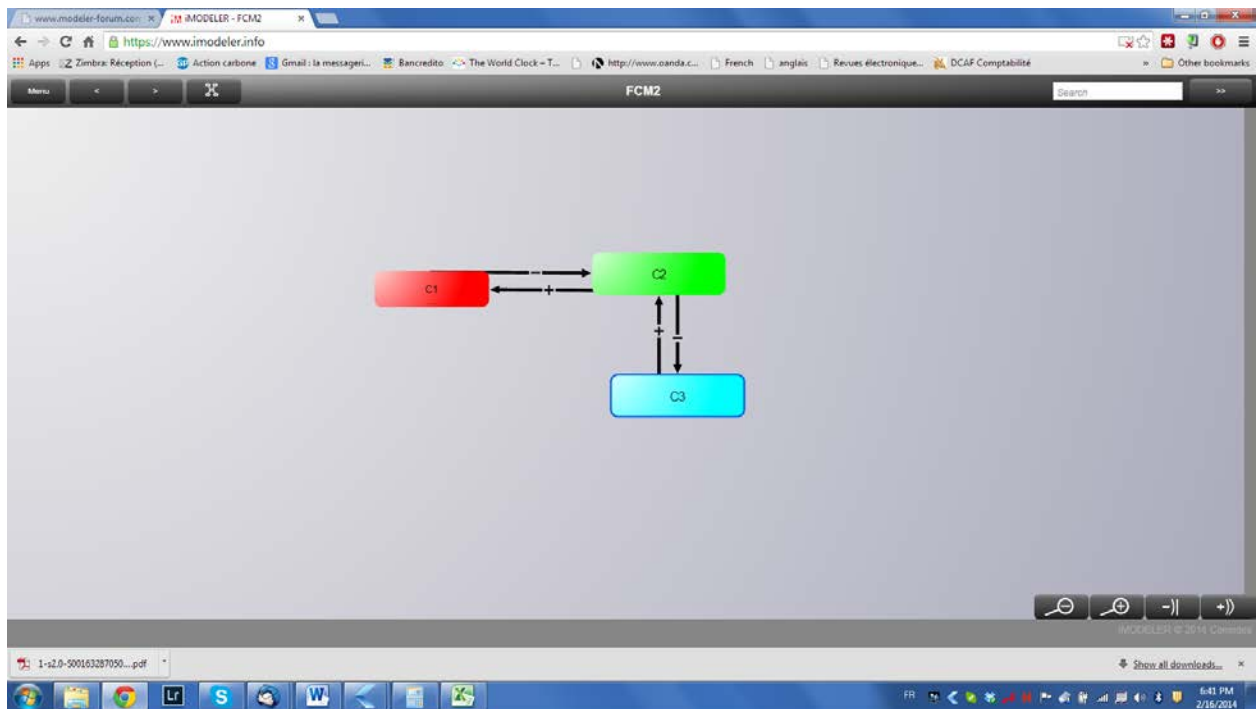 www.modeler-forum.com
iMODELER - FCM2
https://www.imodeler.info
Apps Zimbra: Réception (... Action carbone Gmail : la messageri... Bancredito The World Clock – T... http://www.oanda.c... French anglais Revues électronique... DCAF Comptabilité » Other bookmarks
Menu < > FCM2 Search >>
C1 − + C2
+ −
C3
−)| +))
iMODELER © 2014 Consideo
1-s2.0-S00163287050....pdf Show all downloads...
Lr S W FR 6:41 PM
2/16/2014